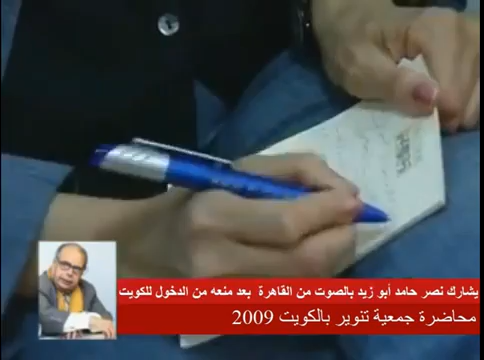 يشارك نصر حامد أبو زيد بالصوت من القاهرة بعد منعه من الدخول للكويت
محاضرة جمعية تنوير بالكويت 2009